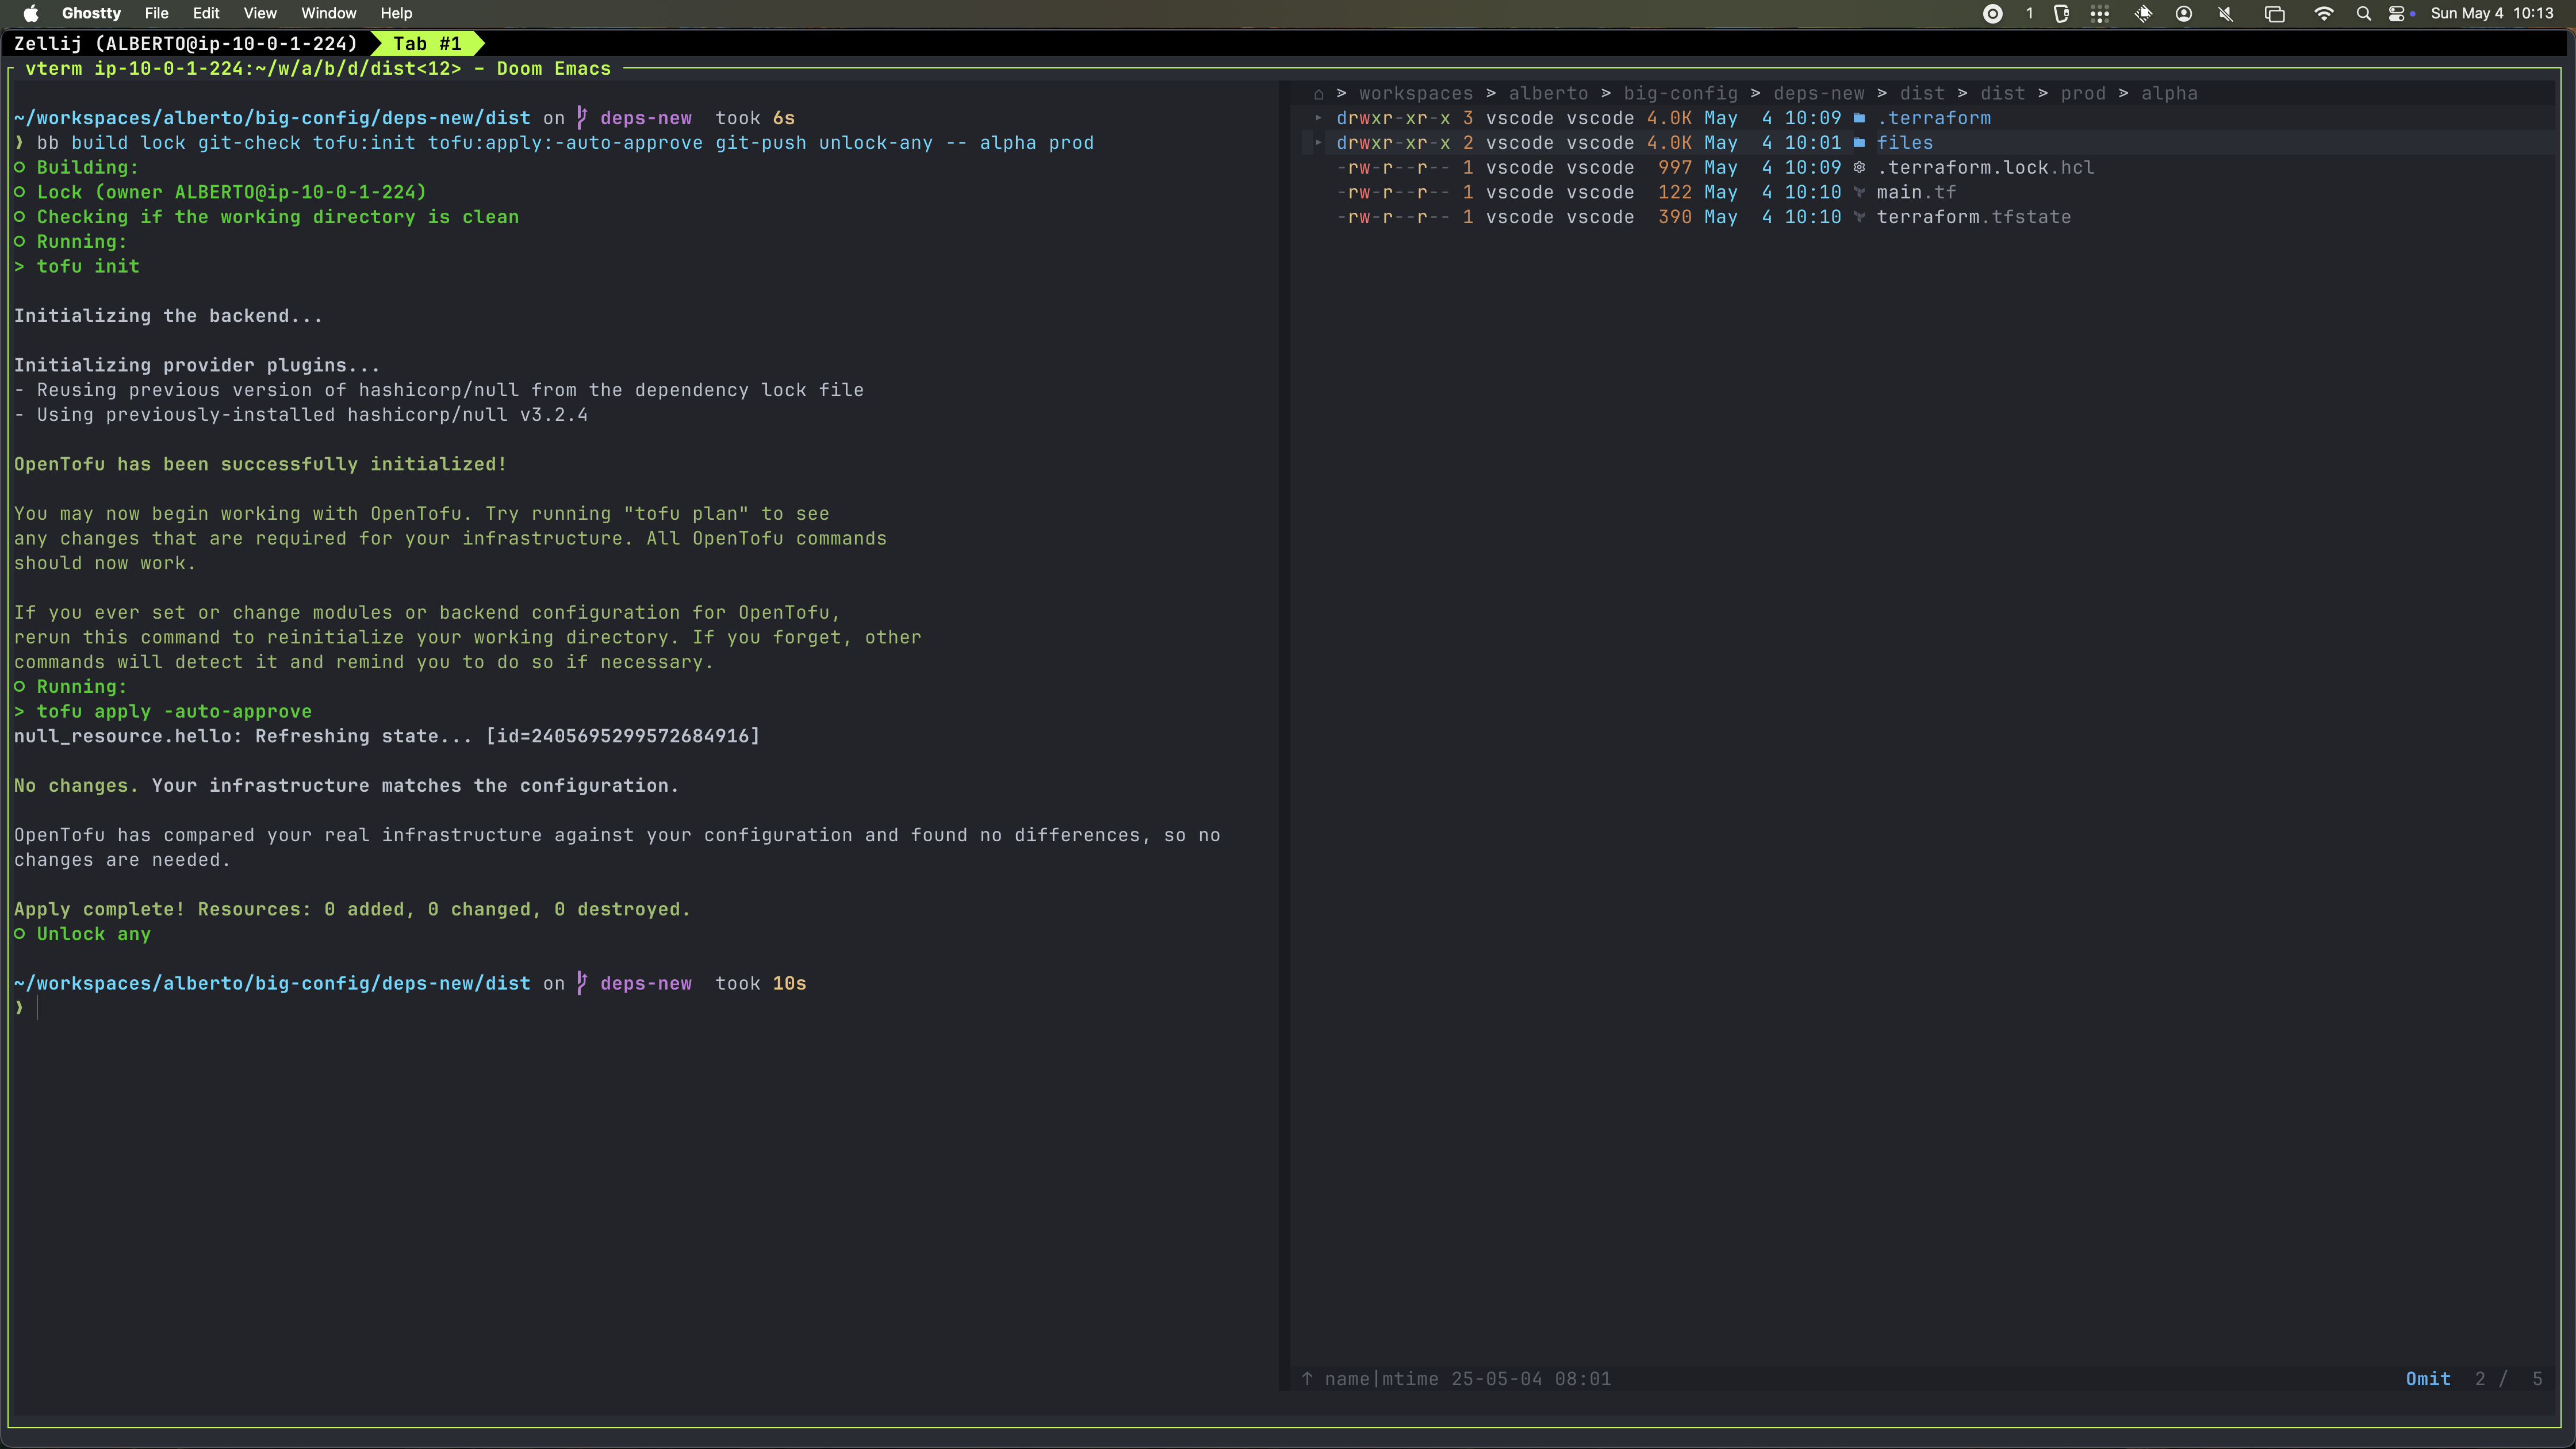 Ghostty File Edit View Window Help
1 Sun May 4 10:13
Zellij (ALBERTO@ip-10-0-1-224) Tab #1
vterm ip-10-0-1-224:~/w/a/b/d/dist<12> - Doom Emacs
~/workspaces/alberto/big-config/deps-new/dist on deps-new took 6s
❯ bb build lock git-check tofu:init tofu:apply:-auto-approve git-push unlock-any -- alpha prod
Building:
Lock (owner ALBERTO@ip-10-0-1-224)
Checking if the working directory is clean
Running:
> tofu init
Initializing the backend...
Initializing provider plugins...
- Reusing previous version of hashicorp/null from the dependency lock file
- Using previously-installed hashicorp/null v3.2.4
OpenTofu has been successfully initialized!
You may now begin working with OpenTofu. Try running "tofu plan" to see
any changes that are required for your infrastructure. All OpenTofu commands
should now work.
If you ever set or change modules or backend configuration for OpenTofu,
rerun this command to reinitialize your working directory. If you forget, other
commands will detect it and remind you to do so if necessary.
Running:
> tofu apply -auto-approve
null_resource.hello: Refreshing state... [id=2405695299572684916]
No changes. Your infrastructure matches the configuration.
OpenTofu has compared your real infrastructure against your configuration and found no differences, so no
changes are needed.
Apply complete! Resources: 0 added, 0 changed, 0 destroyed.
Unlock any
~/workspaces/alberto/big-config/deps-new/dist on deps-new took 10s
❯
> workspaces > alberto > big-config > deps-new > dist > dist > prod > alpha
drwxr-xr-x 3 vscode vscode 4.0K May 4 10:09 .terraform
drwxr-xr-x 2 vscode vscode 4.0K May 4 10:01 files
-rw-r--r-- 1 vscode vscode 997 May 4 10:09 .terraform.lock.hcl
-rw-r--r-- 1 vscode vscode 122 May 4 10:10 main.tf
-rw-r--r-- 1 vscode vscode 390 May 4 10:10 terraform.tfstate
↑ name|mtime 25-05-04 08:01 Omit 2 / 5